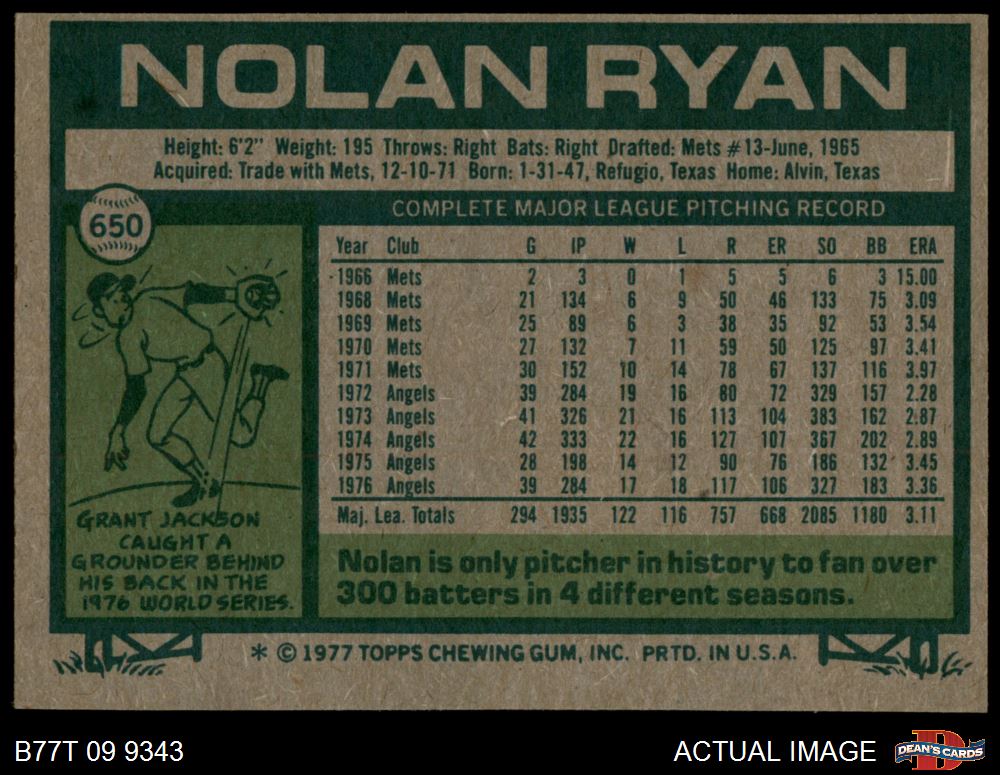 NOLAN RYAN
Height: 6'2" Weight: 195 Throws: Right Bats: Right Drafted: Mets #13-June, 1965
Acquired: Trade with Mets, 12-10-71 Born: 1-31-47, Refugio, Texas Home: Alvin, Texas
650
COMPLETE MAJOR LEAGUE PITCHING RECORD
Year Club G IP W L R ER SO BB ERA
1966 Mets 2 3 0 1 5 5 6 3 15.00
1968 Mets 21 134 6 9 50 46 133 75 3.09
1969 Mets 25 89 6 3 38 35 92 53 3.54
1970 Mets 27 132 7 11 59 50 125 97 3.41
1971 Mets 30 152 10 14 78 67 137 116 3.97
1972 Angels 39 284 19 16 80 72 329 157 2.28
1973 Angels 41 326 21 16 113 104 383 162 2.87
1974 Angels 42 333 22 16 127 107 367 202 2.89
1975 Angels 28 198 14 12 90 76 186 132 3.45
1976 Angels 39 284 17 18 117 106 327 183 3.36
Maj. Lea. Totals 294 1935 122 116 757 668 2085 1180 3.11
GRANT JACKSON
CAUGHT A
GROUNDER BEHIND
HIS BACK IN THE
1976 WORLD SERIES.
Nolan is only pitcher in history to fan over
300 batters in 4 different seasons.
* © 1977 TOPPS CHEWING GUM, INC. PRTD. IN U.S.A.
B77T 09 9343
ACTUAL IMAGE
D
DEAN'S CARDS